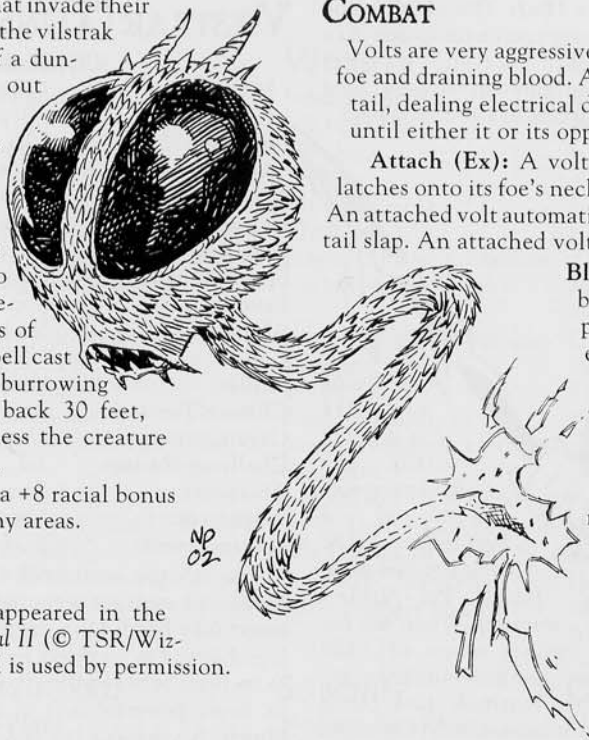 at invade their
the vilstrak
f a dun-
out
s of
pell cast
burrowing
back 30 feet,
ess the creature
a +8 racial bonus
ny areas.
appeared in the
al II (© TSR/Wiz-
is used by permission.
NP
02
COMBAT
Volts are very aggressive
foe and draining blood. A
tail, dealing electrical d
until either it or its opp
Attach (Ex): A volt
latches onto its foe's neck
An attached volt automati
tail slap. An attached volt
Bl
b
p
e